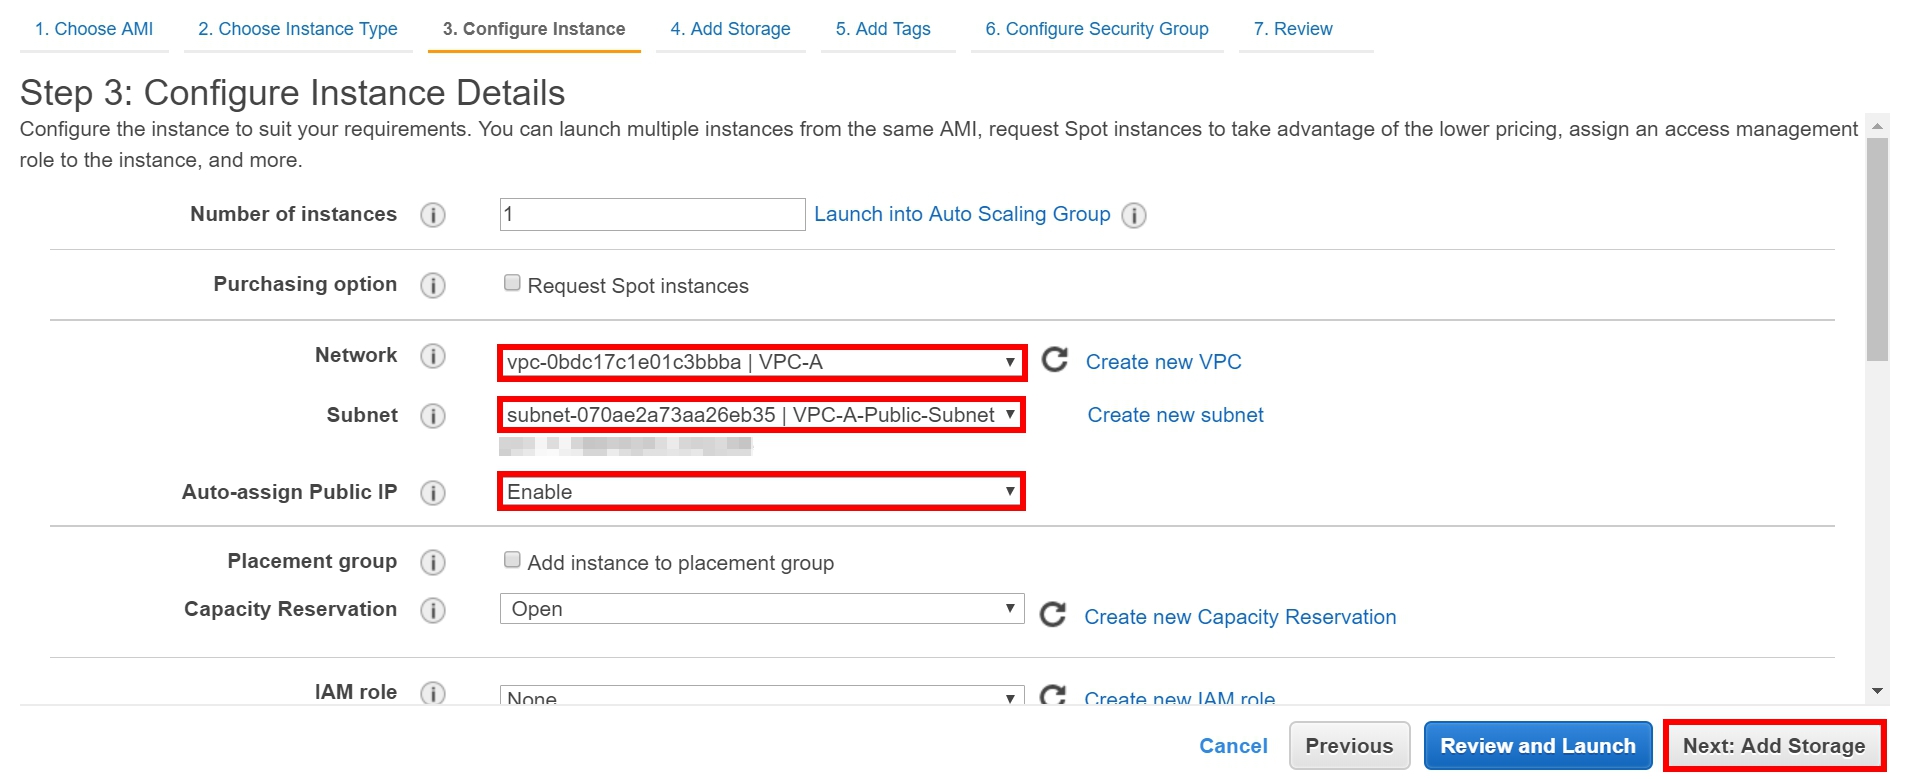 1. Choose AMI 2. Choose Instance Type 3. Configure Instance 4. Add Storage 5. Add Tags 6. Configure Security Group 7. Review
Step 3: Configure Instance Details
Configure the instance to suit your requirements. You can launch multiple instances from the same AMI, request Spot instances to take advantage of the lower pricing, assign an access management
role to the instance, and more.
Number of instances 1 Launch into Auto Scaling Group
Purchasing option Request Spot instances
Network vpc-0bdc17c1e01c3bbba | VPC-A Create new VPC
Subnet subnet-070ae2a73aa26eb35 | VPC-A-Public-Subnet Create new subnet
Auto-assign Public IP Enable
Placement group Add instance to placement group
Capacity Reservation Open Create new Capacity Reservation
IAM role None Create new IAM role
Cancel Previous Review and Launch Next: Add Storage